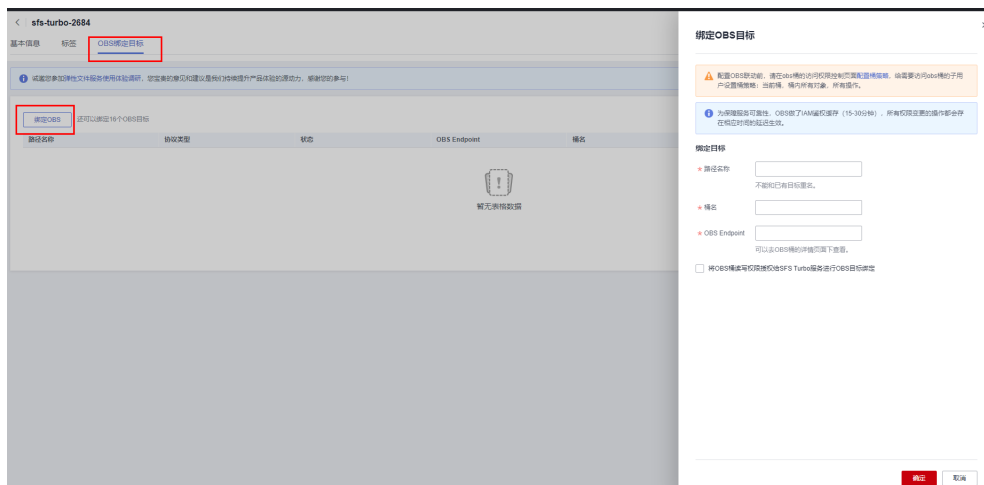 sfs-turbo-2684
基本信息 标签 OBS绑定目标
诚邀您参加弹性文件服务使用体验调研，您宝贵的意见和建议是我们持续提升产品体验的源动力，感谢您的参与！
绑定OBS 还可以绑定16个OBS目标
路径名称 协议类型 状态 OBS Endpoint 桶名
暂无表格数据
绑定OBS目标
配置OBS联动前，请在obs桶的访问权限控制页面配置桶策略，给需要访问obs桶的子用
户设置桶策略：当前桶、桶内所有对象、所有操作。
为保障服务可靠性，OBS做了IAM鉴权缓存（15-30分钟），所有权限变更的操作都会存
在相应时间的延迟生效。
绑定目标
* 路径名称
不能和已有目标重名。
* 桶名
* OBS Endpoint
可以去OBS桶的详情页面下查看。
将OBS桶读写权限授权给SFS Turbo服务进行OBS目标绑定
确定 取消